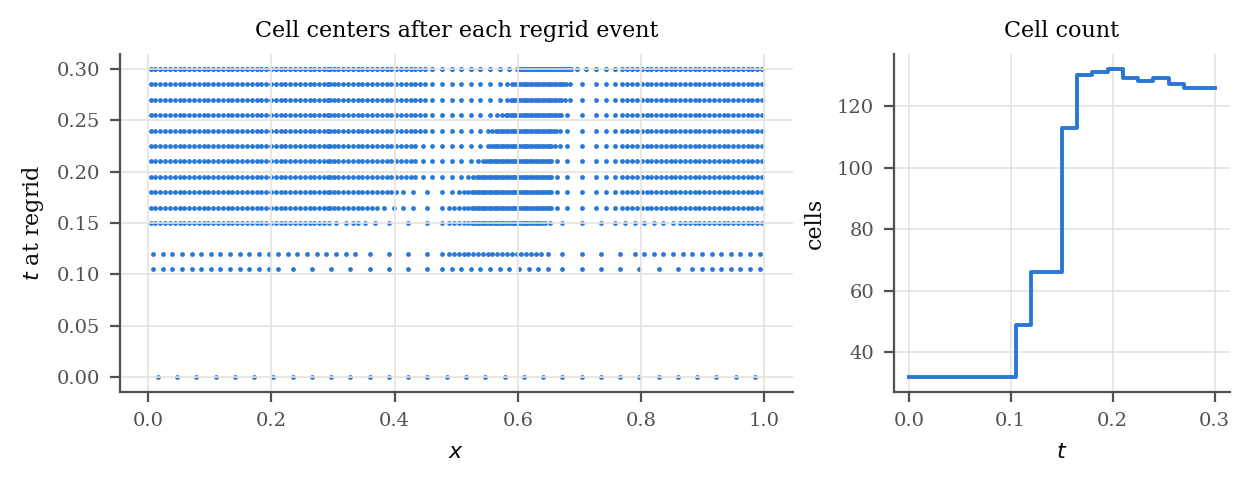 Cell centers after each regrid event
t at regrid
0.30
0.25
0.20
0.15
0.10
0.05
0.00
0.0 0.2 0.4 0.6 0.8 1.0
x
Cell count
cells
120
100
80
60
40
0.0 0.1 0.2 0.3
t